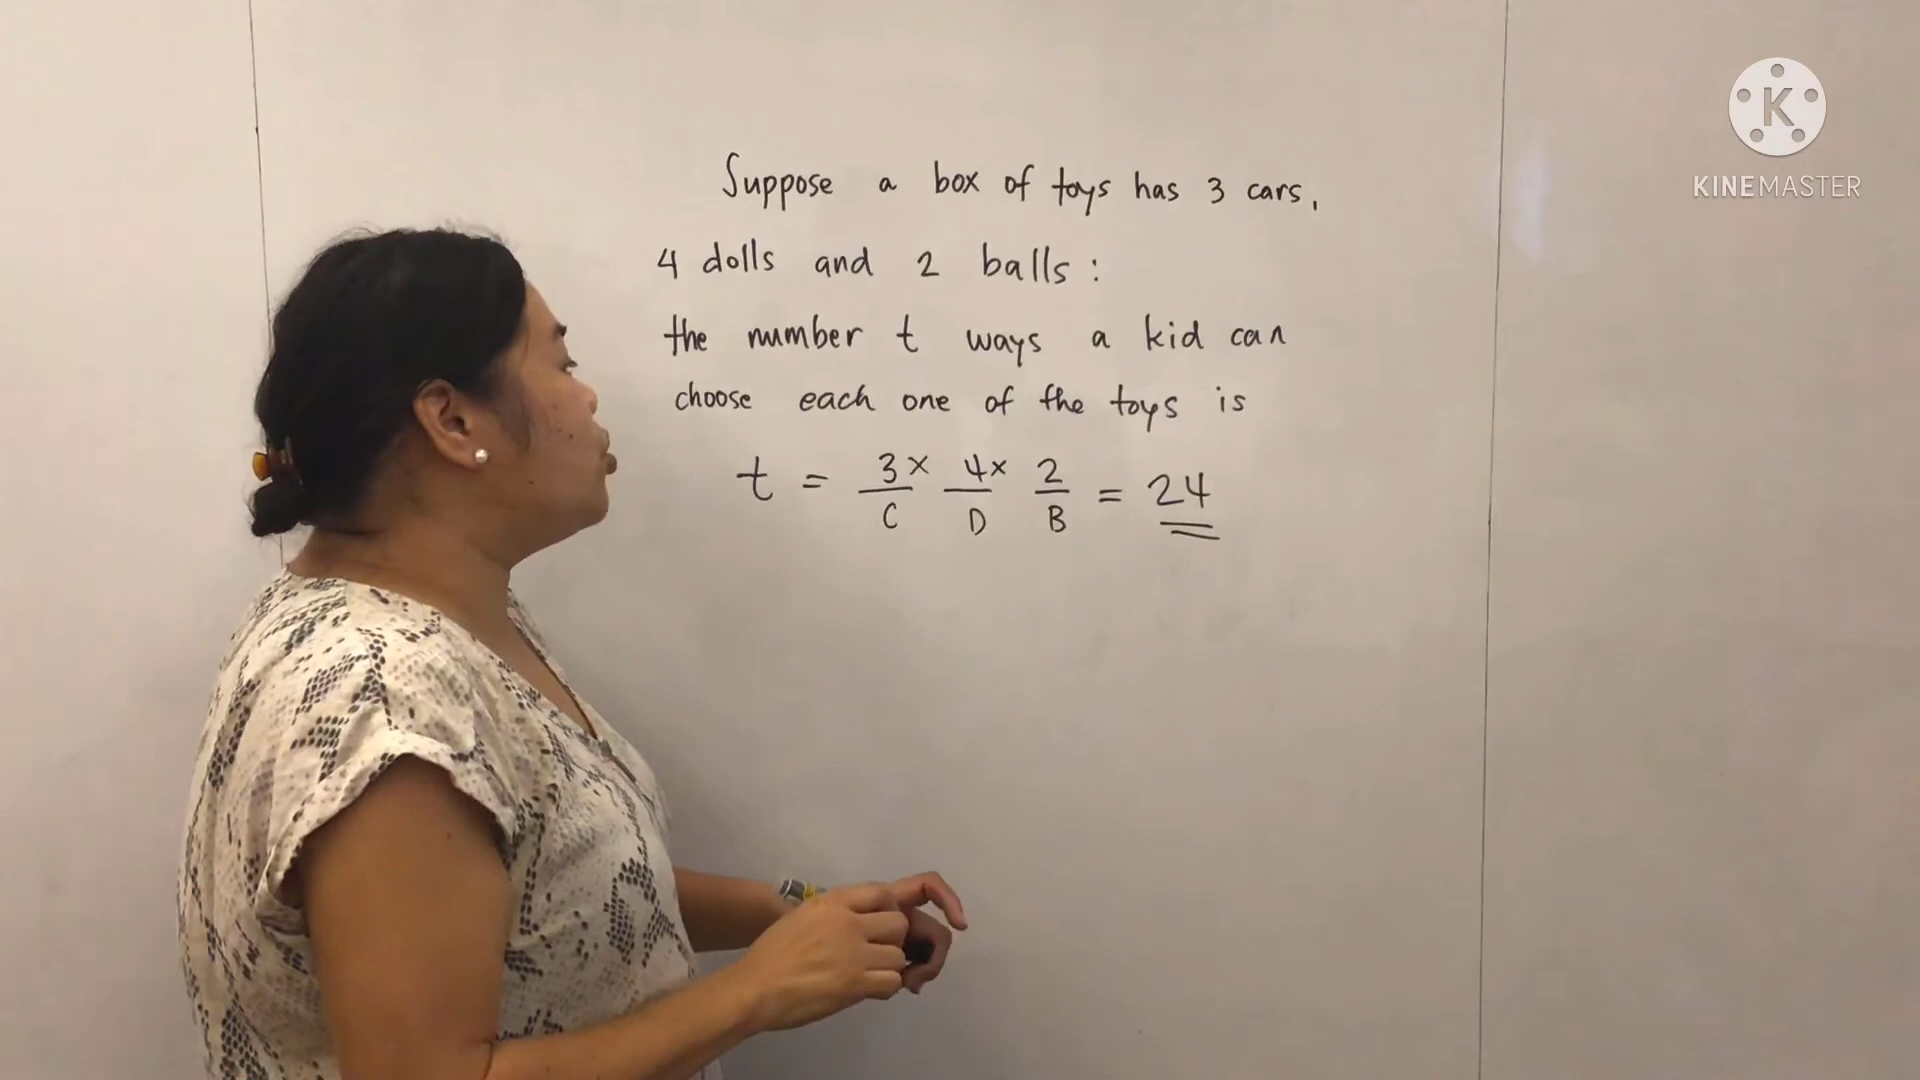 Suppose a box of toys has 3 cars,
4 dolls and 2 balls:
the number t ways a kid can
choose each one of the toys is
t = 3 x 4 x 2 = 24
C D B
K
KINEMASTER